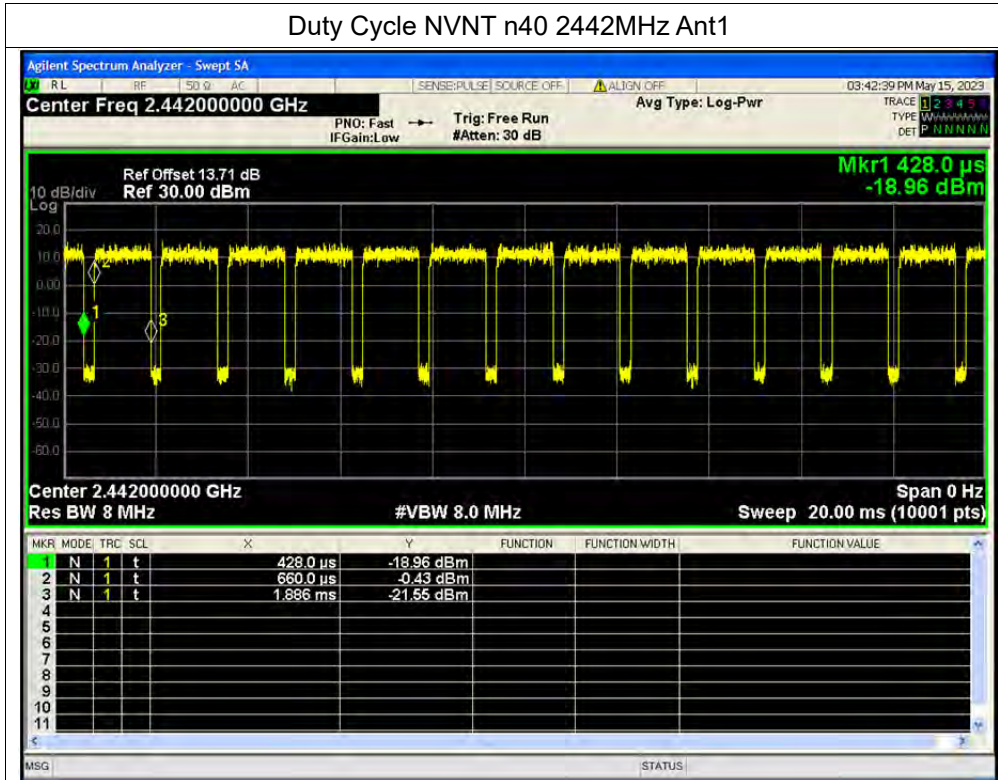 Duty Cycle NVNT n40 2442MHz Ant1
Agilent Spectrum Analyzer - Swept SA
RL RF 50 Ω AC SENSE:PULSE SOURCE OFF ALIGN OFF 03:42:39 PM May 15, 2023
Center Freq 2.442000000 GHz Avg Type: Log-Pwr TRACE 1 2 3 4 5 6
PNO: Fast Trig: Free Run TYPE W
IFGain:Low #Atten: 30 dB DET P N N N N N
Mkr1 428.0 µs
Ref Offset 13.71 dB
10 dB/div Ref 30.00 dBm -18.96 dBm
Log
20.0
10.0
0.00
-10.0
-20.0
-30.0
-40.0
-50.0
-60.0
1
2
3
Center 2.442000000 GHz Span 0 Hz
Res BW 8 MHz #VBW 8.0 MHz Sweep 20.00 ms (10001 pts)
MKR MODE TRC SCL X Y FUNCTION FUNCTION WIDTH FUNCTION VALUE
1 N 1 t 428.0 µs -18.96 dBm
2 N 1 t 660.0 µs -0.43 dBm
3 N 1 t 1.886 ms -21.55 dBm
4
5
6
7
8
9
10
11
MSG STATUS